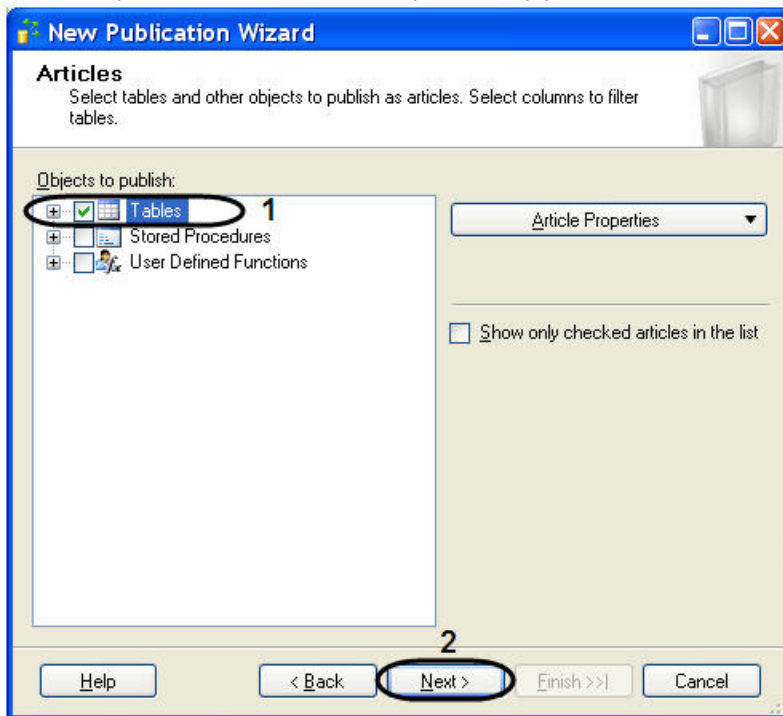 New Publication Wizard
Articles
Select tables and other objects to publish as articles. Select columns to filter
tables.
Objects to publish:
Tables 1
Stored Procedures
User Defined Functions
Article Properties
Show only checked articles in the list
2
Help
< Back
Next >
Finish >>|
Cancel